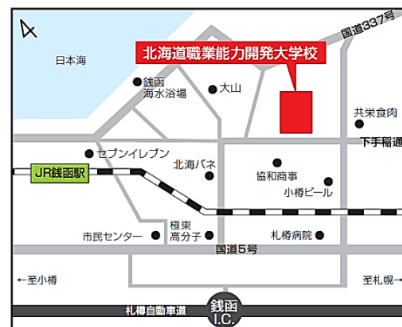 国道337号
北海道職業能力開発大学校
日本海
銭函
海水浴場
大山
共栄食肉
下手稲通
セブンイレブン
北海バネ
協和商事
小樽ビール
JR銭函駅
市民センター
極東
高分子
札樽病院
国道5号
←至小樽
至札幌→
札樽自動車道
銭函
I.C.